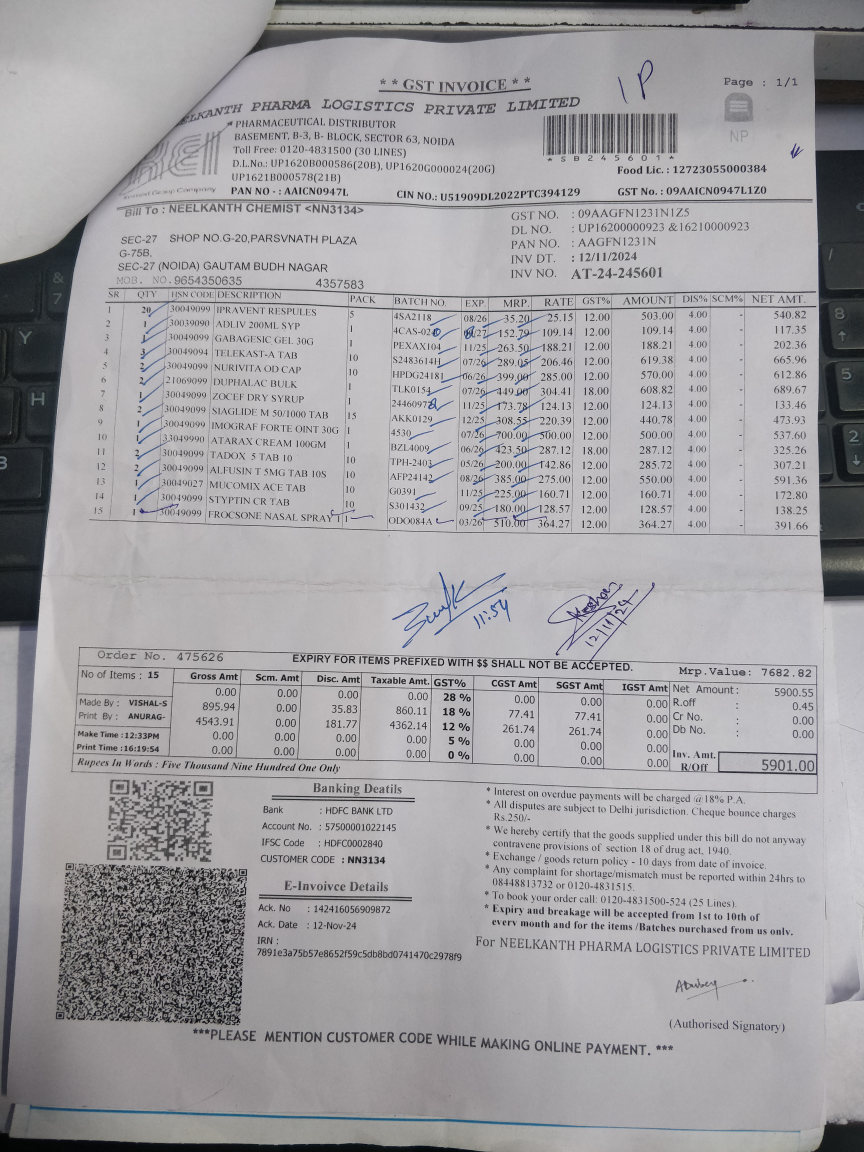 * * GST INVOICE * *
1P
Page : 1/1
NEELKANTH PHARMA LOGISTICS PRIVATE LIMITED
PHARMACEUTICAL DISTRIBUTOR
BASEMENT, B-3, B- BLOCK, SECTOR 63, NOIDA
Toll Free: 0120-4831500 (30 LINES)
D.L.No.: UP1620B000586(20B), UP1620G000024(20G)
UP1621B000578(21B)
PAN NO - : AAICN0947L
CIN NO.: U51909DL2022PTC394129
*SB245601*
NP
Food Lic. : 12723055000384
GST No. : 09AAICN0947L1Z0
Group Company
Bill To : NEELKANTH CHEMIST <NN3134>
SEC-27 SHOP NO.G-20,PARSVNATH PLAZA
G-75B,
SEC-27 (NOIDA) GAUTAM BUDH NAGAR
MOB. NO.9654350635 4357583
GST NO. : 09AAGFN1231N1Z5
DL NO. : UP16200000923 &16210000923
PAN NO. : AAGFN1231N
INV DT. : 12/11/2024
INV NO. AT-24-245601
SR QTY HSN CODE DESCRIPTION PACK BATCH NO. EXP. MRP. RATE GST% AMOUNT DIS% SCM% NET AMT.
1 20 30049099 IPRAVENT RESPULES 5 4SA2118 08/26 35.20 25.15 12.00 503.00 4.00 - 540.82
2 1 30039090 ADLIV 200ML SYP 1 4CAS-02 /27 152.79 109.14 12.00 109.14 4.00 - 117.35
3 1 30049099 GABAGESIC GEL 30G 1 PEXAX104 11/25 263.50 188.21 12.00 188.21 4.00 - 202.36
4 3 30049094 TELEKAST-A TAB 10 S2483614H 07/26 289.05 206.46 12.00 619.38 4.00 - 665.96
5 2 30049099 NURIVITA OD CAP 10 HPDG24181 06/26 399.00 285.00 12.00 570.00 4.00 - 612.86
6 2 21069099 DUPHALAC BULK 1 TLK0154 07/26 449.00 304.41 18.00 608.82 4.00 - 689.67
7 1 30049099 ZOCEF DRY SYRUP 1 2446097 11/25 173.78 124.13 12.00 124.13 4.00 - 133.46
8 2 30049099 SIAGLIDE M 50/1000 TAB 15 AKK0129 12/25 308.55 220.39 12.00 440.78 4.00 - 473.93
9 1 30049099 IMOGRAF FORTE OINT 30G 1 4530 07/26 700.00 500.00 12.00 500.00 4.00 - 537.60
10 1 33049990 ATARAX CREAM 100GM 1 BZL4009 06/26 423.50 287.12 18.00 287.12 4.00 - 325.26
11 2 30049099 TADOX 5 TAB 10 10 TPH-2403 05/26 200.00 142.86 12.00 285.72 4.00 - 307.21
12 2 30049099 ALFUSIN T 5MG TAB 10S 10 AFP24142 08/26 385.00 275.00 12.00 550.00 4.00 - 591.36
13 1 30049027 MUCOMIX ACE TAB 10 G0391 11/25 225.00 160.71 12.00 160.71 4.00 - 172.80
14 1 30049099 STYPTIN CR TAB 10 S301432 09/25 180.00 128.57 12.00 128.57 4.00 - 138.25
15 1 30049099 FROCSONE NASAL SPRAY 1 1 ODO084A 03/26 510.00 364.27 12.00 364.27 4.00 - 391.66
11:54
12/11/24
Order No. 475626
EXPIRY FOR ITEMS PREFIXED WITH $$ SHALL NOT BE ACCEPTED.
Mrp.Value: 7682.82
No of Items : 15
Made By : VISHAL-S
Print By : ANURAG-
Make Time :12:33PM
Print Time :16:19:54
Gross Amt Scm. Amt Disc. Amt Taxable Amt. GST% CGST Amt SGST Amt IGST Amt
0.00 0.00 0.00 0.00 28 % 0.00 0.00 0.00
895.94 0.00 35.83 860.11 18 % 77.41 77.41 0.00
4543.91 0.00 181.77 4362.14 12 % 261.74 261.74 0.00
0.00 0.00 0.00 0.00 5 % 0.00 0.00 0.00
0.00 0.00 0.00 0.00 0 % 0.00 0.00 0.00
Net Amount : 5900.55
R.off : 0.45
Cr No. : 0.00
Db No. : 0.00
Inv. Amt. R/Off 5901.00
Rupees In Words : Five Thousand Nine Hundred One Only
Banking Deatils
Bank : HDFC BANK LTD
Account No. : 57500001022145
IFSC Code : HDFC0002840
CUSTOMER CODE : NN3134
E-Invoivce Details
Ack. No : 142416056909872
Ack. Date : 12-Nov-24
IRN :
7891e3a75b57e8652f59c5db8bd0741470c2978f9
* Interest on overdue payments will be charged @18% P.A.
* All disputes are subject to Delhi jurisdiction. Cheque bounce charges
Rs.250/-
* We hereby certify that the goods supplied under this bill do not anyway
contravene provisions of section 18 of drug act, 1940.
* Exchange / goods return policy - 10 days from date of invoice.
* Any complaint for shortage/mismatch must be reported within 24hrs to
08448813732 or 0120-4831515.
* To book your order call: 0120-4831500-524 (25 Lines).
* Expiry and breakage will be accepted from 1st to 10th of
every month and for the items /Batches purchased from us only.
For NEELKANTH PHARMA LOGISTICS PRIVATE LIMITED
(Authorised Signatory)
***PLEASE MENTION CUSTOMER CODE WHILE MAKING ONLINE PAYMENT. ***